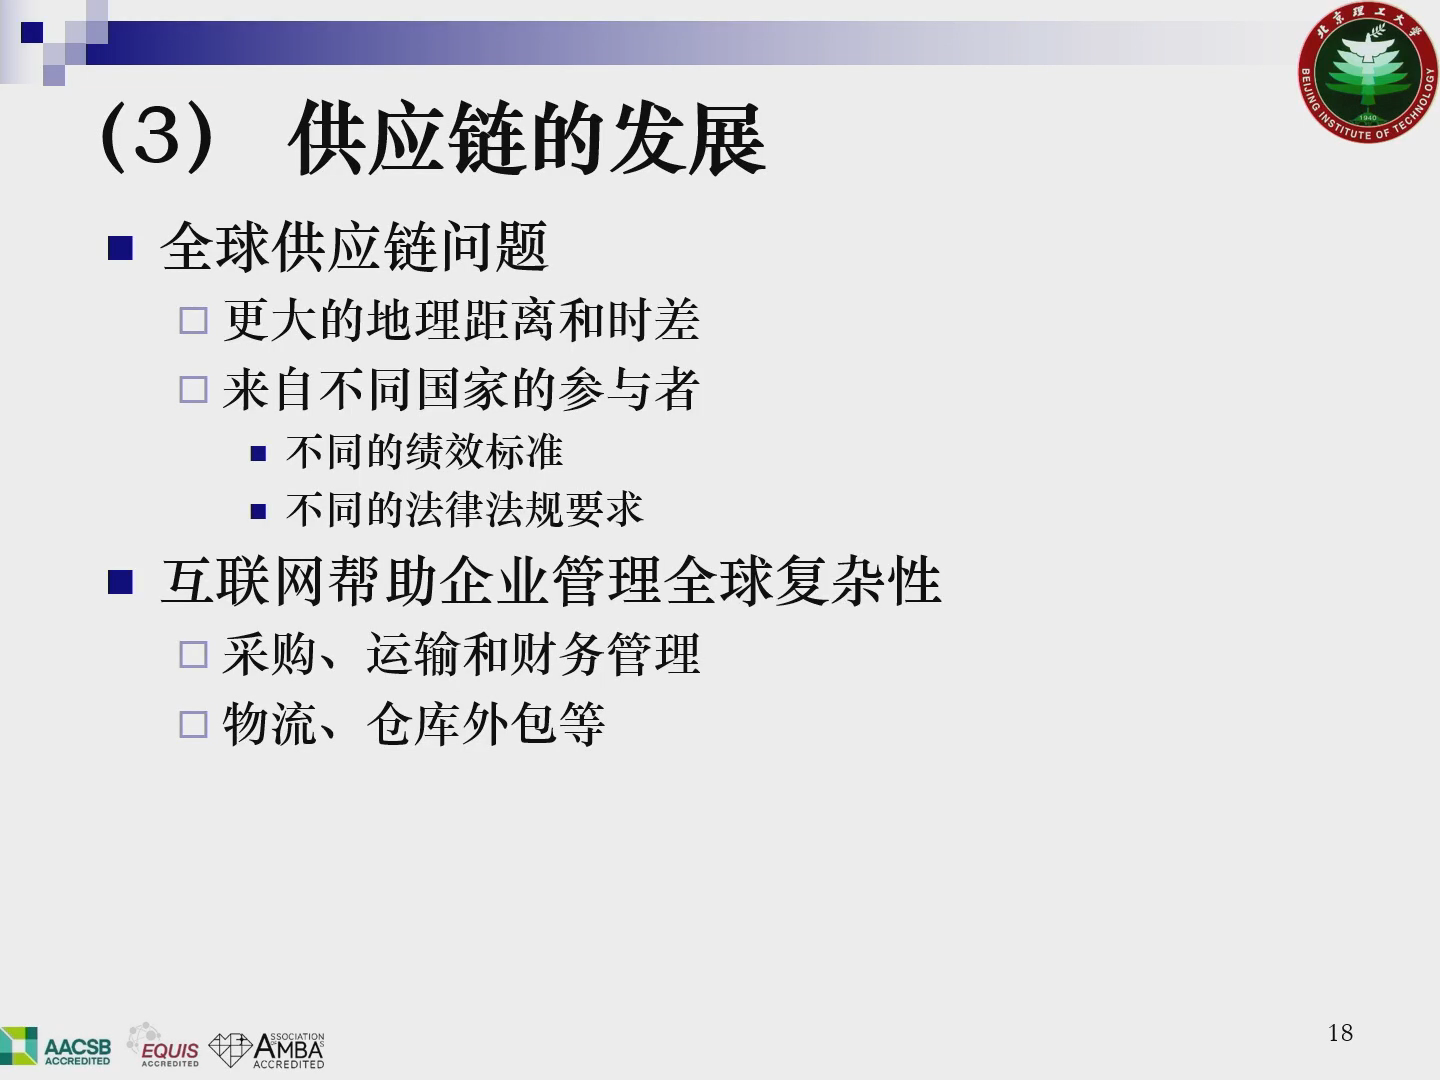 北京理工大学
BEIJING INSTITUTE OF TECHNOLOGY
1940
(3) 供应链的发展
全球供应链问题
更大的地理距离和时差
来自不同国家的参与者
不同的绩效标准
不同的法律法规要求
互联网帮助企业管理全球复杂性
采购、运输和财务管理
物流、仓库外包等
AACSB
ACCREDITED
EQUIS
ACCREDITED
ASSOCIATION
OF
AMBAs
ACCREDITED
18